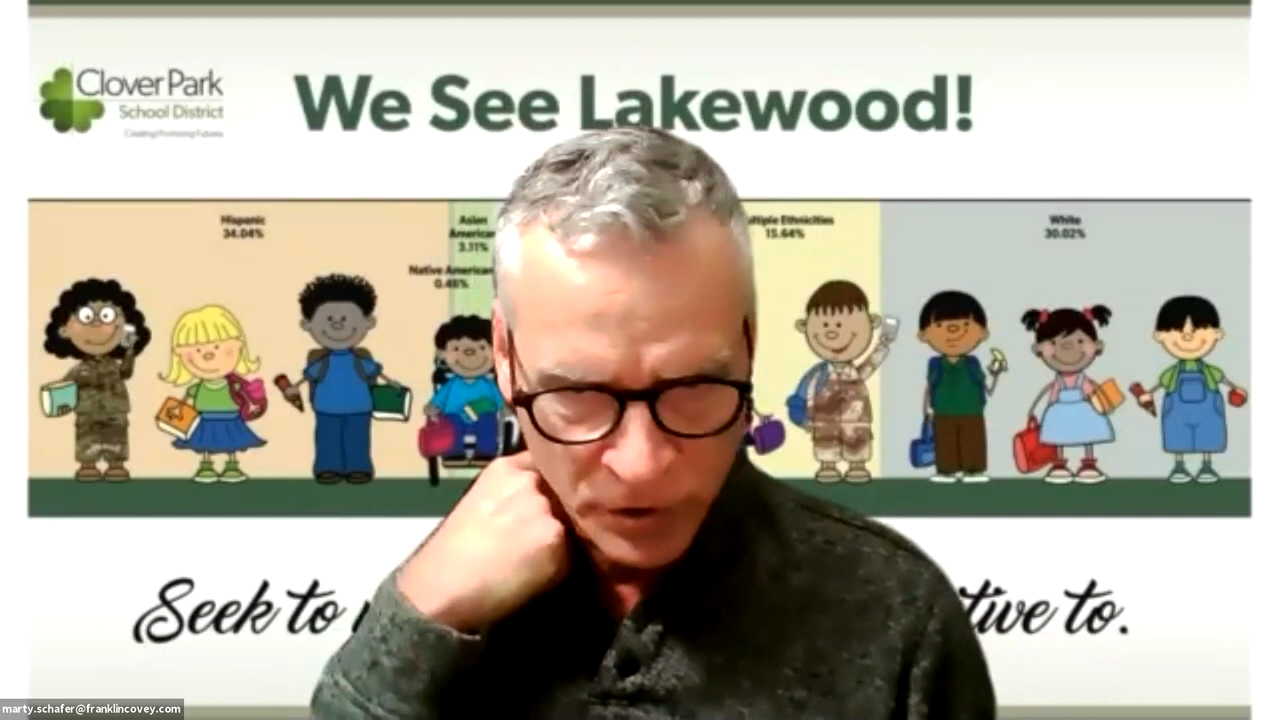 Clover Park
School District
Creating Promising Futures
We See Lakewood!
Hispanic
34.04%
Asian
American
3.11%
Native American
0.46%
ltiple Ethnicities
15.64%
White
30.02%
Seek to
tive to.
marty.schafer@franklincovey.com